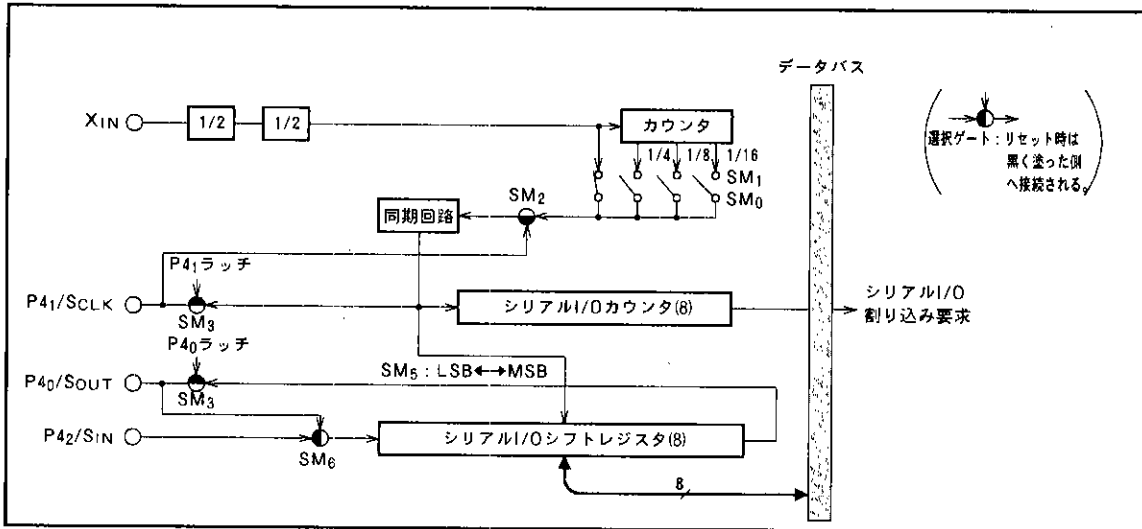 データバス
XIN
1/2
1/2
カウンタ
1/4
1/8
1/16
SM1
SM0
選択ゲート:リセット時は
黒く塗った側
へ接続される。
SM2
同期回路
P41ラッチ
P41/SCLK
SM3
シリアルI/Oカウンタ(8)
シリアルI/O
割り込み要求
P40ラッチ
P40/SOUT
SM3
SM5:LSB↔MSB
P42/SIN
SM6
シリアルI/Oシフトレジスタ(8)
8